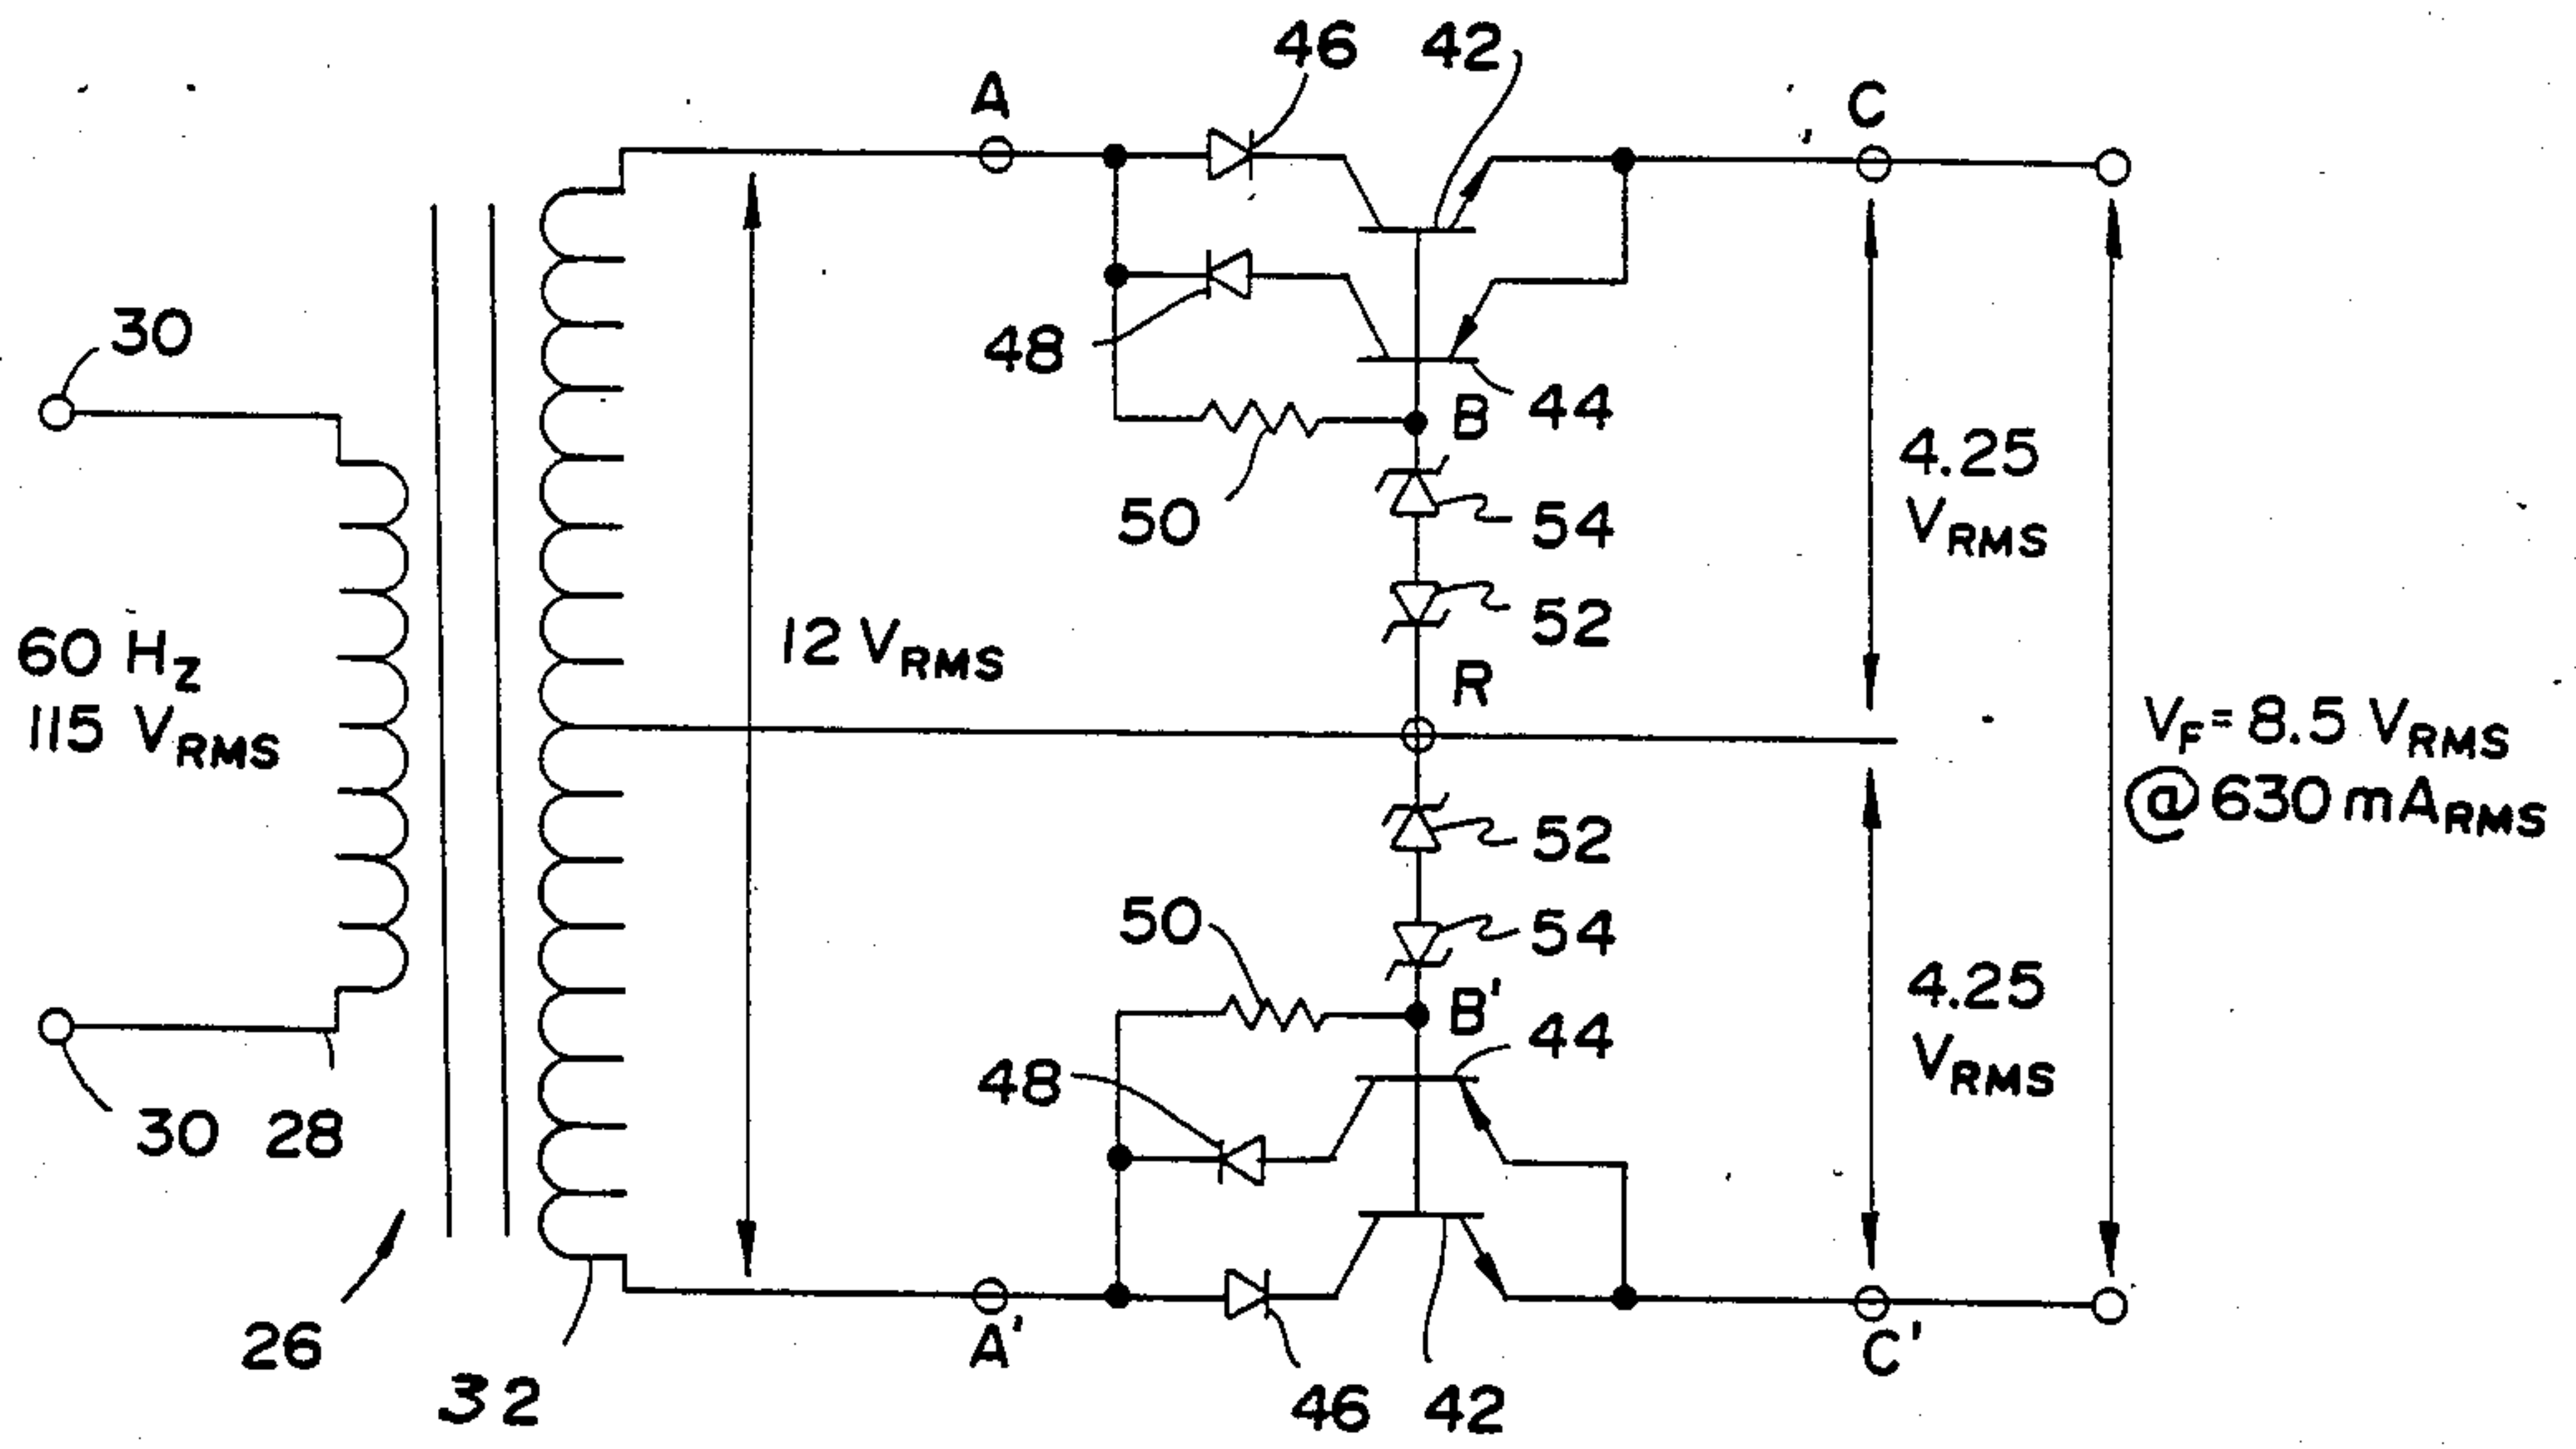 46 42
A
C
30
48
44
B
50
54
4.25
VRMS
52
60 HZ
115 VRMS
12 VRMS
R
VF = 8.5 VRMS
@ 630 mARMS
52
50
54
B'
44
4.25
VRMS
48
30 28
26
32
A'
C'
46 42